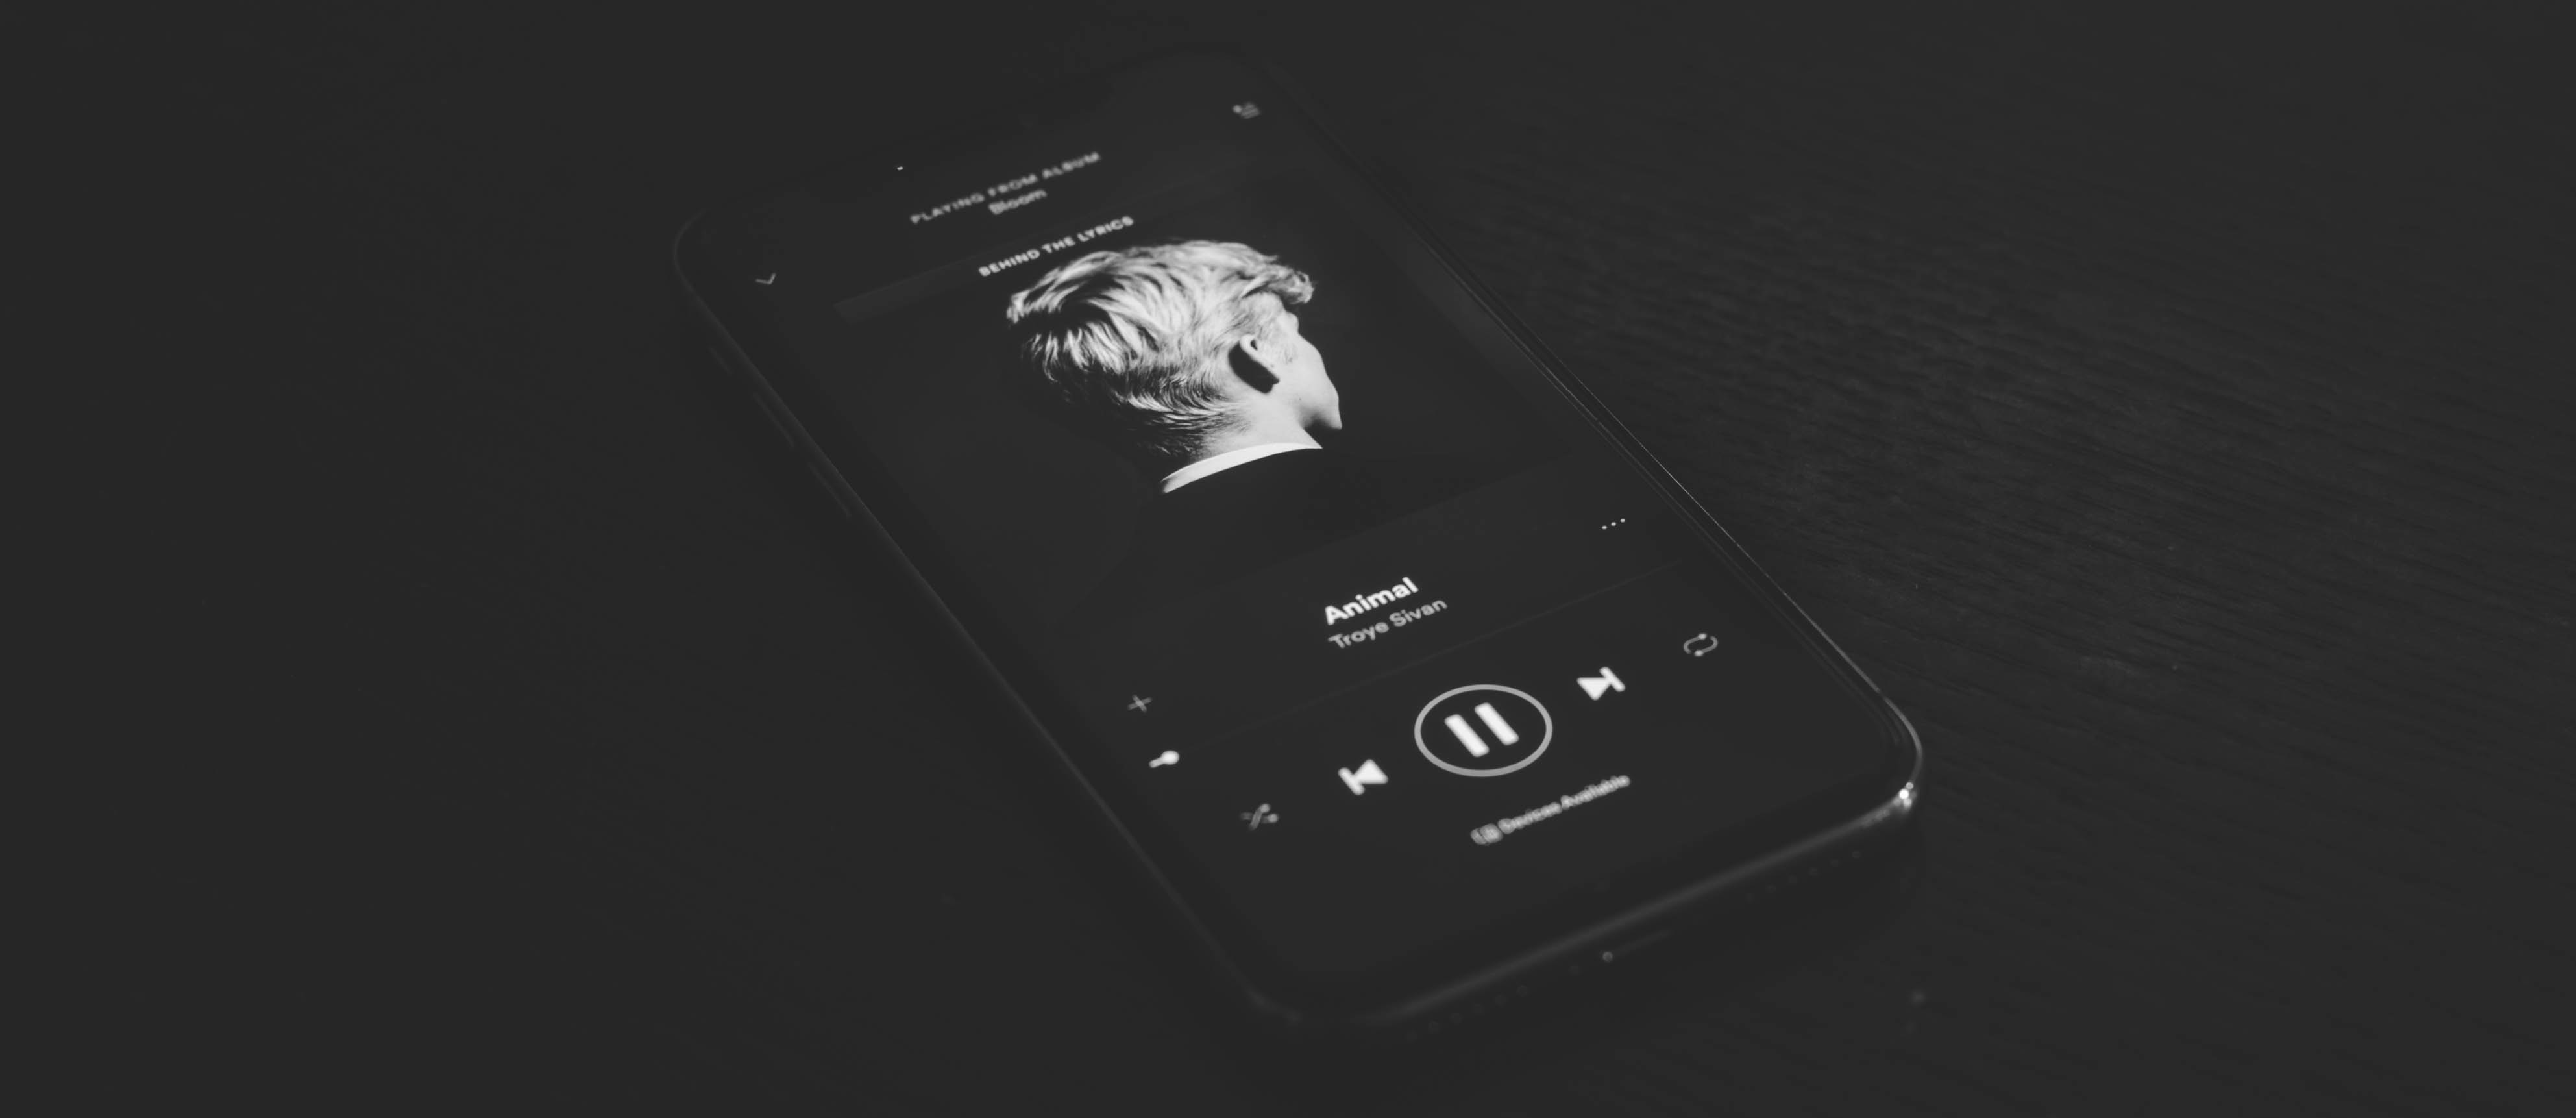 PLAYING FROM ALBUM
Bloom
BEHIND THE LYRICS
Animal
Troye Sivan
Devices Available